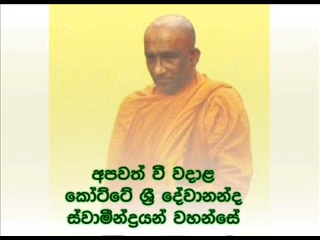 අපවත් වී වදාළ
කෝට්ටේ ශ්‍රී දේවානන්ද
ස්වාමීන්ද්‍රයන් වහන්සේ